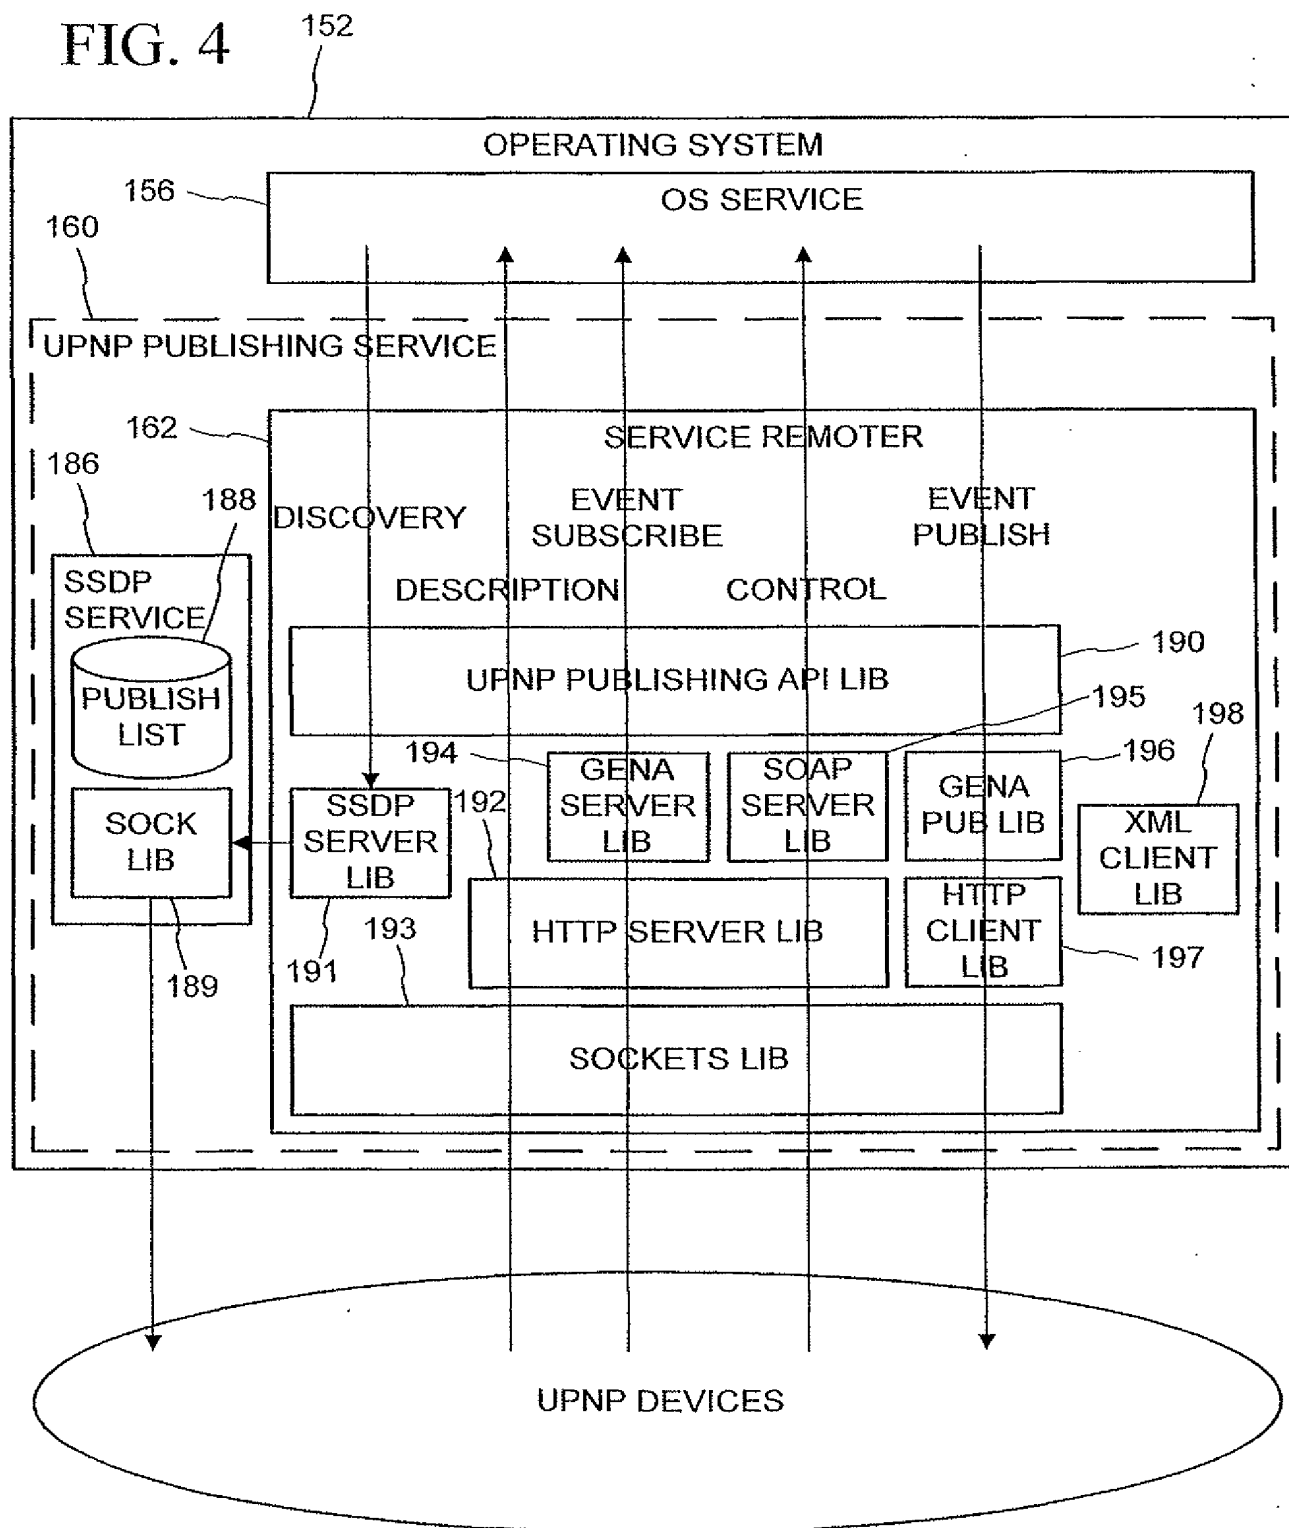 FIG. 4
152
OPERATING SYSTEM
156
OS SERVICE
160
UPNP PUBLISHING SERVICE
162
SERVICE REMOTER
186
188
DISCOVERY
EVENT
SUBSCRIBE
EVENT
PUBLISH
DESCRIPTION
CONTROL
SSDP
SERVICE
PUBLISH
LIST
UPNP PUBLISHING API LIB
190
195
198
194
GENA
SERVER
LIB
SOAP
SERVER
LIB
GENA
PUB LIB
196
192
SOCK
LIB
SSDP
SERVER
LIB
XML
CLIENT
LIB
HTTP SERVER LIB
HTTP
CLIENT
LIB
197
189
191
193
SOCKETS LIB
UPNP DEVICES